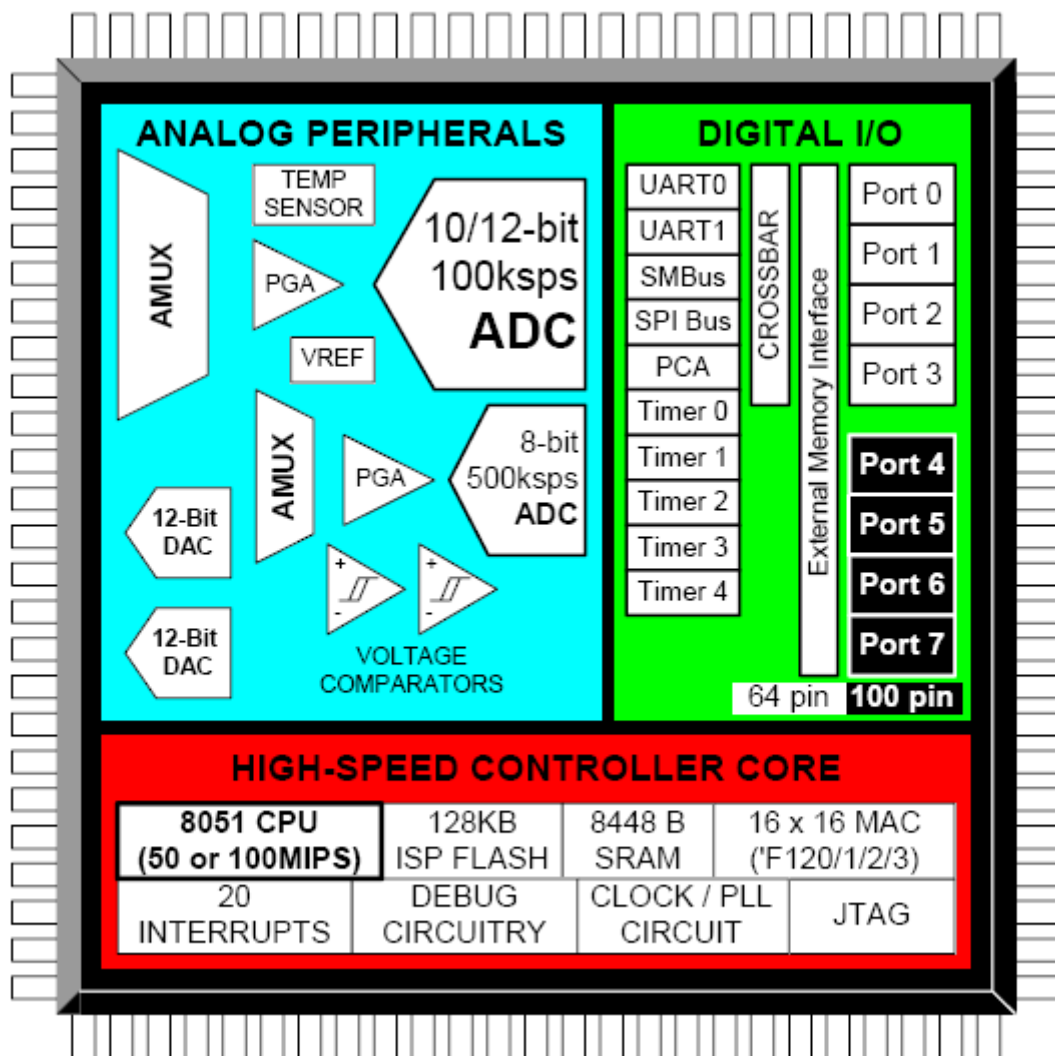 ANALOG PERIPHERALS
AMUX
TEMP
SENSOR
PGA
VREF
10/12-bit
100ksps
ADC
AMUX
PGA
8-bit
500ksps
ADC
12-Bit
DAC
12-Bit
DAC
+
-
+
-
VOLTAGE
COMPARATORS
DIGITAL I/O
UART0
UART1
SMBus
SPI Bus
PCA
Timer 0
Timer 1
Timer 2
Timer 3
Timer 4
CROSSBAR
External Memory Interface
Port 0
Port 1
Port 2
Port 3
Port 4
Port 5
Port 6
Port 7
64 pin 100 pin
HIGH-SPEED CONTROLLER CORE
8051 CPU
(50 or 100MIPS)
128KB
ISP FLASH
8448 B
SRAM
16 x 16 MAC
('F120/1/2/3)
20
INTERRUPTS
DEBUG
CIRCUITRY
CLOCK / PLL
CIRCUIT
JTAG